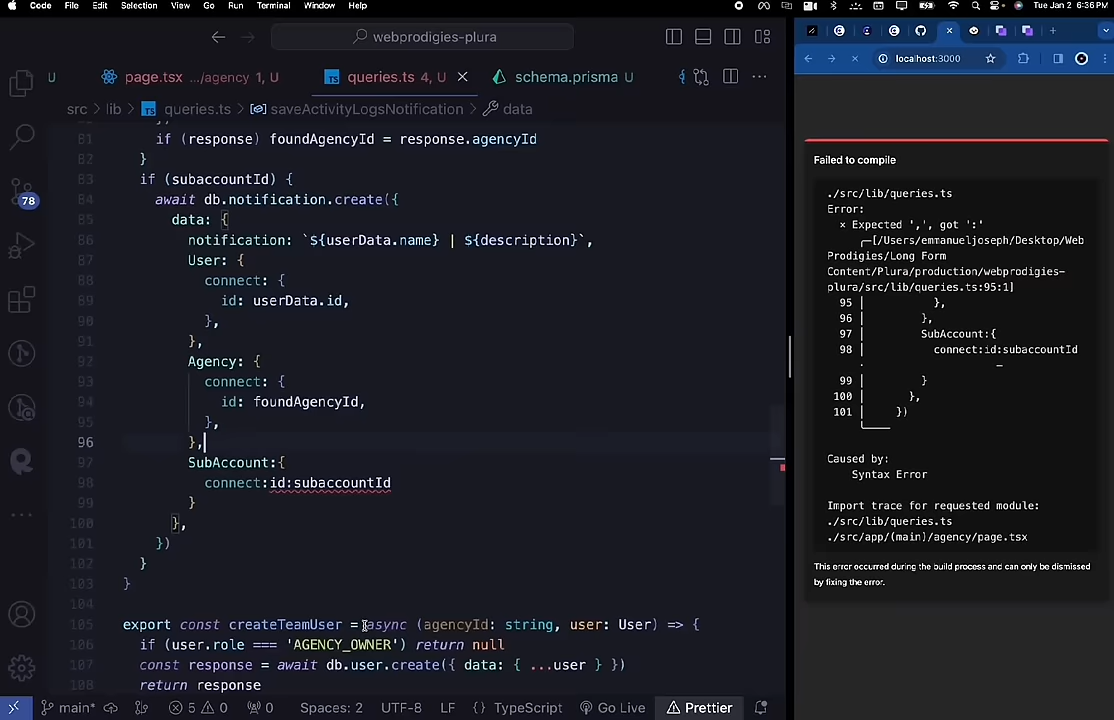 Code File Edit Selection View Go Run Terminal Window Help
Tue Jan 2 6:36 PM
webprodigies-plura
U
page.tsx .../agency 1, U
queries.ts 4, U
schema.prisma U
localhost:3000
src > lib > queries.ts > saveActivityLogsNotification > data
81 if (response) foundAgencyId = response.agencyId
82 }
83 if (subaccountId) {
84 await db.notification.create({
85 data: {
86 notification: `${userData.name} | ${description}`,
87 User: {
88 connect: {
89 id: userData.id,
90 },
91 },
92 Agency: {
93 connect: {
94 id: foundAgencyId,
95 },
96 },
97 SubAccount:{
98 connect:id:subaccountId
99 }
100 },
101 })
102 }
103 }
104
105 export const createTeamUser = async (agencyId: string, user: User) => {
106 if (user.role === 'AGENCY_OWNER') return null
107 const response = await db.user.create({ data: { ...user } })
108 return response
78
main*
5 0
0
Spaces: 2
UTF-8
LF
{} TypeScript
Go Live
Prettier
Failed to compile
./src/lib/queries.ts
Error:
× Expected ',', got ':'
╭─[/Users/emmanueljoseph/Desktop/Web
Prodigies/Long Form
Content/Plura/production/webprodigies-
plura/src/lib/queries.ts:95:1]
95 │ },
96 │ },
97 │ SubAccount:{
98 │ connect:id:subaccountId
· ─
99 │ }
100 │ },
101 │ })
╰────
Caused by:
Syntax Error
Import trace for requested module:
./src/lib/queries.ts
./src/app/(main)/agency/page.tsx
This error occurred during the build process and can only be dismissed
by fixing the error.